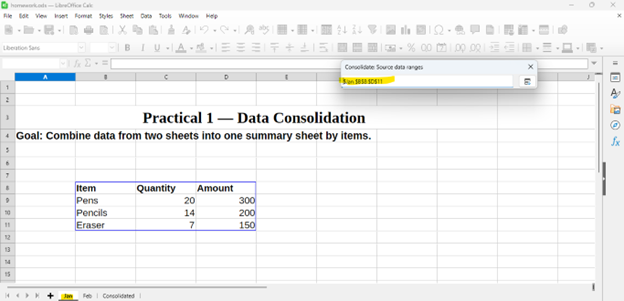 homework.ods — LibreOffice Calc
File Edit View Insert Format Styles Sheet Data Tools Window Help
Liberation Sans
Consolidate: Source data ranges
$Jan.$B$8:$D$11
A B C D E
1
2
3 Practical 1 — Data Consolidation
4 Goal: Combine data from two sheets into one summary sheet by items.
5
6
7
8 Item Quantity Amount
9 Pens 20 300
10 Pencils 14 200
11 Eraser 7 150
12
13
14
15
Jan Feb Consolidated